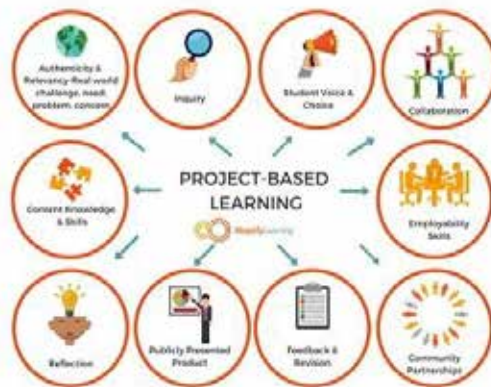 Authenticity &
Relevancy-Real world
challenge, need,
problem, concern
Inquiry
Student Voice &
Choice
Collaboration
Content Knowledge
& Skills
PROJECT-BASED
LEARNING
Learning
Employability
Skills
Reflection
Publicly Presented
Product
Feedback &
Revision
Community
Partnerships